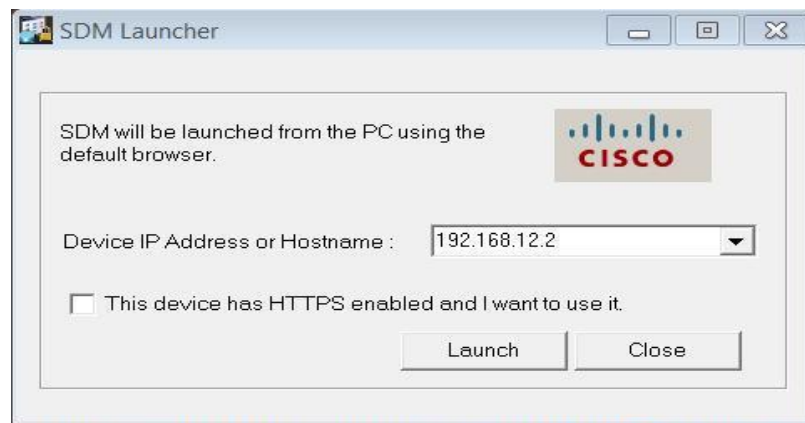 SDM Launcher
SDM will be launched from the PC using the
default browser.
CISCO
Device IP Address or Hostname :
192.168.12.2
This device has HTTPS enabled and I want to use it.
Launch
Close